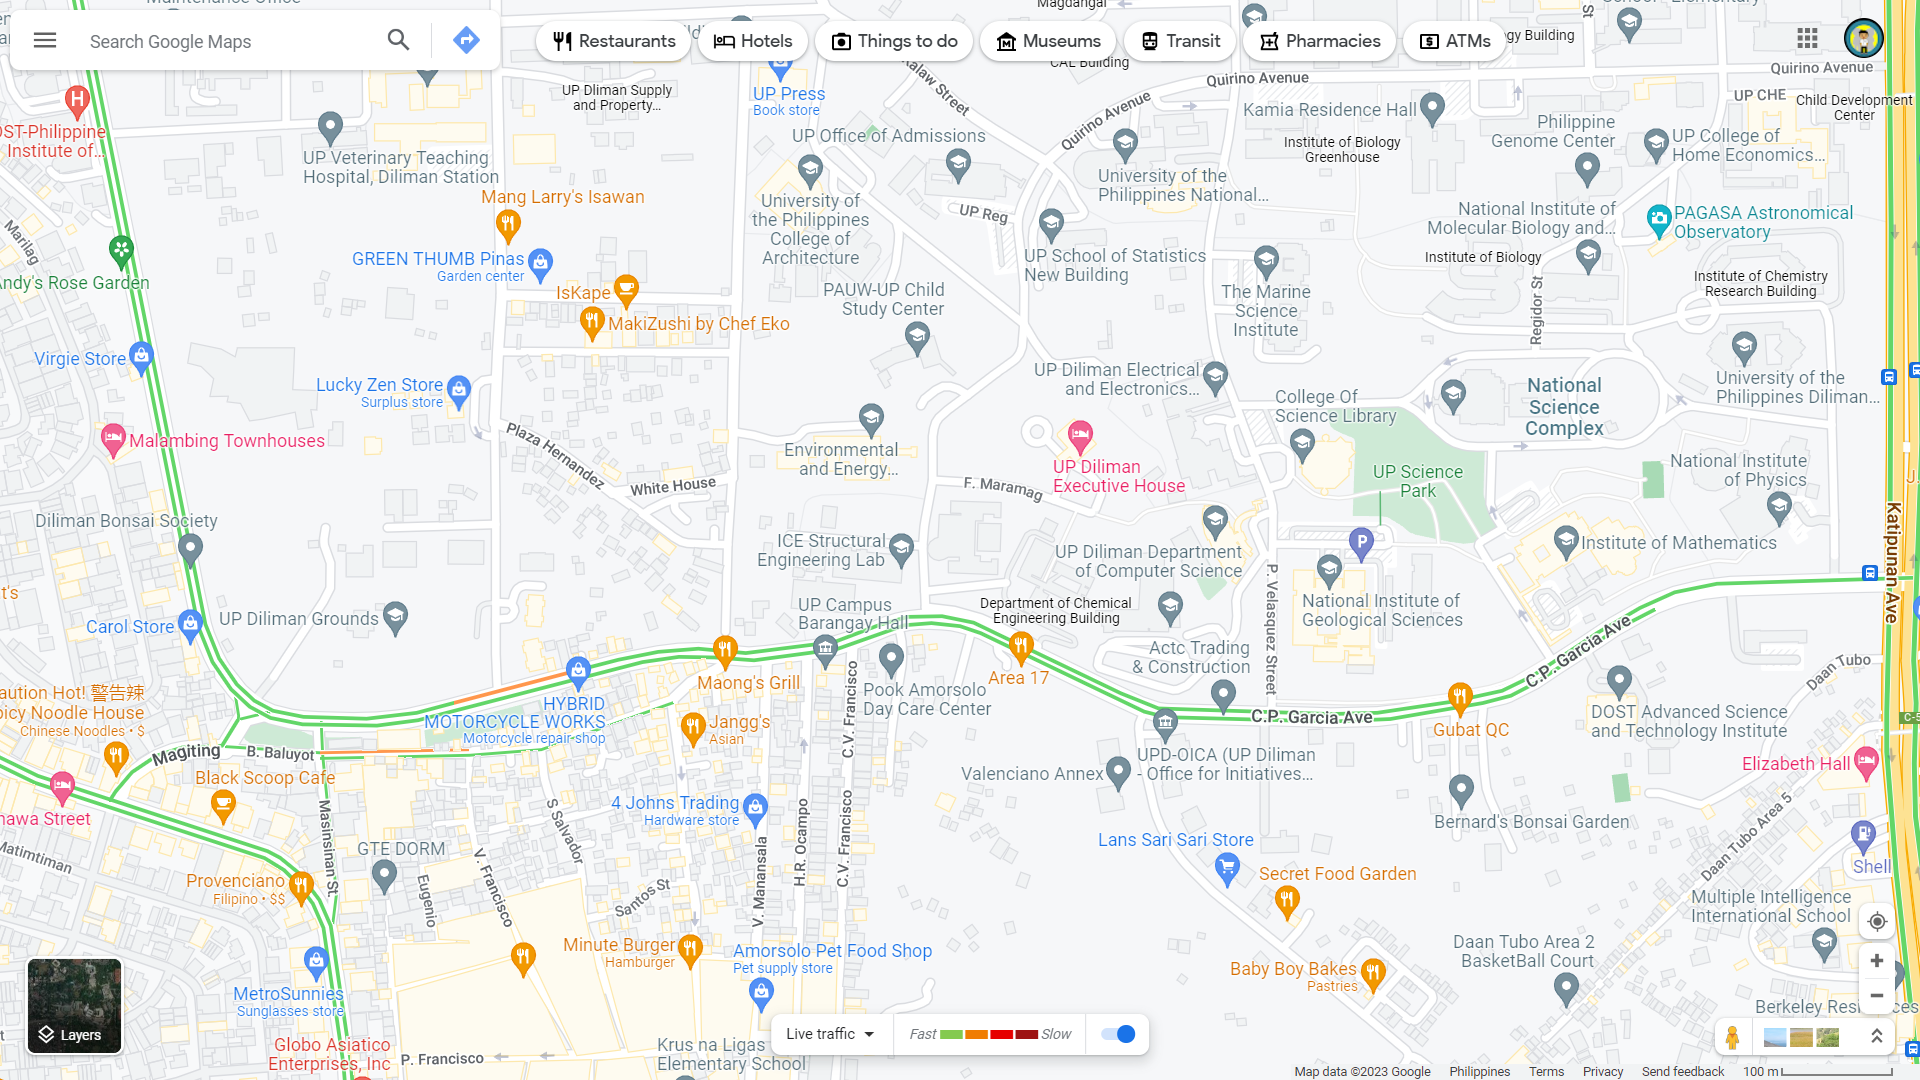 Maintenance Office
Magdangal
School - Elementary
Search Google Maps
Restaurants
Hotels
Things to do
Museums
Transit
Pharmacies
ATMs
gy Building
CAL Building
Kalaw Street
Quirino Avenue
Quirino Avenue
Quirino Avenue
UP Diliman Supply
and Property...
UP Press
Book store
UP CHE
Child Development
Center
OST-Philippine
Institute of...
Kamia Residence Hall
Philippine
Genome Center
UP College of
Home Economics...
UP Office of Admissions
Institute of Biology
Greenhouse
UP Veterinary Teaching
Hospital, Diliman Station
University of the
Philippines National...
Mang Larry's Isawan
University of
the Philippines
College of
Architecture
UP Reg
National Institute of
Molecular Biology and...
PAGASA Astronomical
Observatory
Marilag
GREEN THUMB Pinas
Garden center
UP School of Statistics
New Building
Institute of Biology
Andy's Rose Garden
IsKape
PAUW-UP Child
Study Center
The Marine
Science
Institute
Regidor St
Institute of Chemistry
Research Building
MakiZushi by Chef Eko
Virgie Store
Lucky Zen Store
Surplus store
UP Diliman Electrical
and Electronics...
College Of
Science Library
National
Science
Complex
University of the
Philippines Diliman...
Malambing Townhouses
Plaza Hernandez
White House
Environmental
and Energy...
UP Diliman
Executive House
UP Science
Park
National Institute
of Physics
F. Maramag
Diliman Bonsai Society
ICE Structural
Engineering Lab
UP Diliman Department
of Computer Science
P
Institute of Mathematics
Katipunan Ave
UP Diliman Grounds
Carol Store
UP Campus
Barangay Hall
Department of Chemical
Engineering Building
P. Velasquez Street
National Institute of
Geological Sciences
C.P. Garcia Ave
Actc Trading
& Construction
Area 17
Maong's Grill
Pook Amorsolo
Day Care Center
Daan Tubo
aution Hot! 警告辣
picy Noodle House
Chinese Noodles • $
HYBRID
MOTORCYCLE WORKS
Motorcycle repair shop
Jangg's
Asian
C.V. Francisco
C.P. Garcia Ave
Gubat QC
DOST Advanced Science
and Technology Institute
C-5
Magiting
B. Baluyot
Black Scoop Cafe
Valenciano Annex
UPD-OICA (UP Diliman
- Office for Initiatives...
Elizabeth Hall
nawa Street
Masinsinan St
S Salvador
4 Johns Trading
Hardware store
H.R. Ocampo
C.V. Francisco
Bernard's Bonsai Garden
Daan Tubo Area 5
Lans Sari Sari Store
Shell
Matimtiman
GTE DORM
V. Francisco
V. Manansala
Provenciano
Filipino • $$
Eugenio
Santos St
Secret Food Garden
Multiple Intelligence
International School
Minute Burger
Hamburger
Amorsolo Pet Food Shop
Pet supply store
Daan Tubo Area 2
BasketBall Court
Baby Boy Bakes
Pastries
MetroSunnies
Sunglasses store
Layers
Globo Asiatico
Enterprises, Inc
P. Francisco
Krus na Ligas
Elementary School
Live traffic
Fast
Slow
Map data ©2023 Google
Philippines
Terms
Privacy
Send feedback
100 m